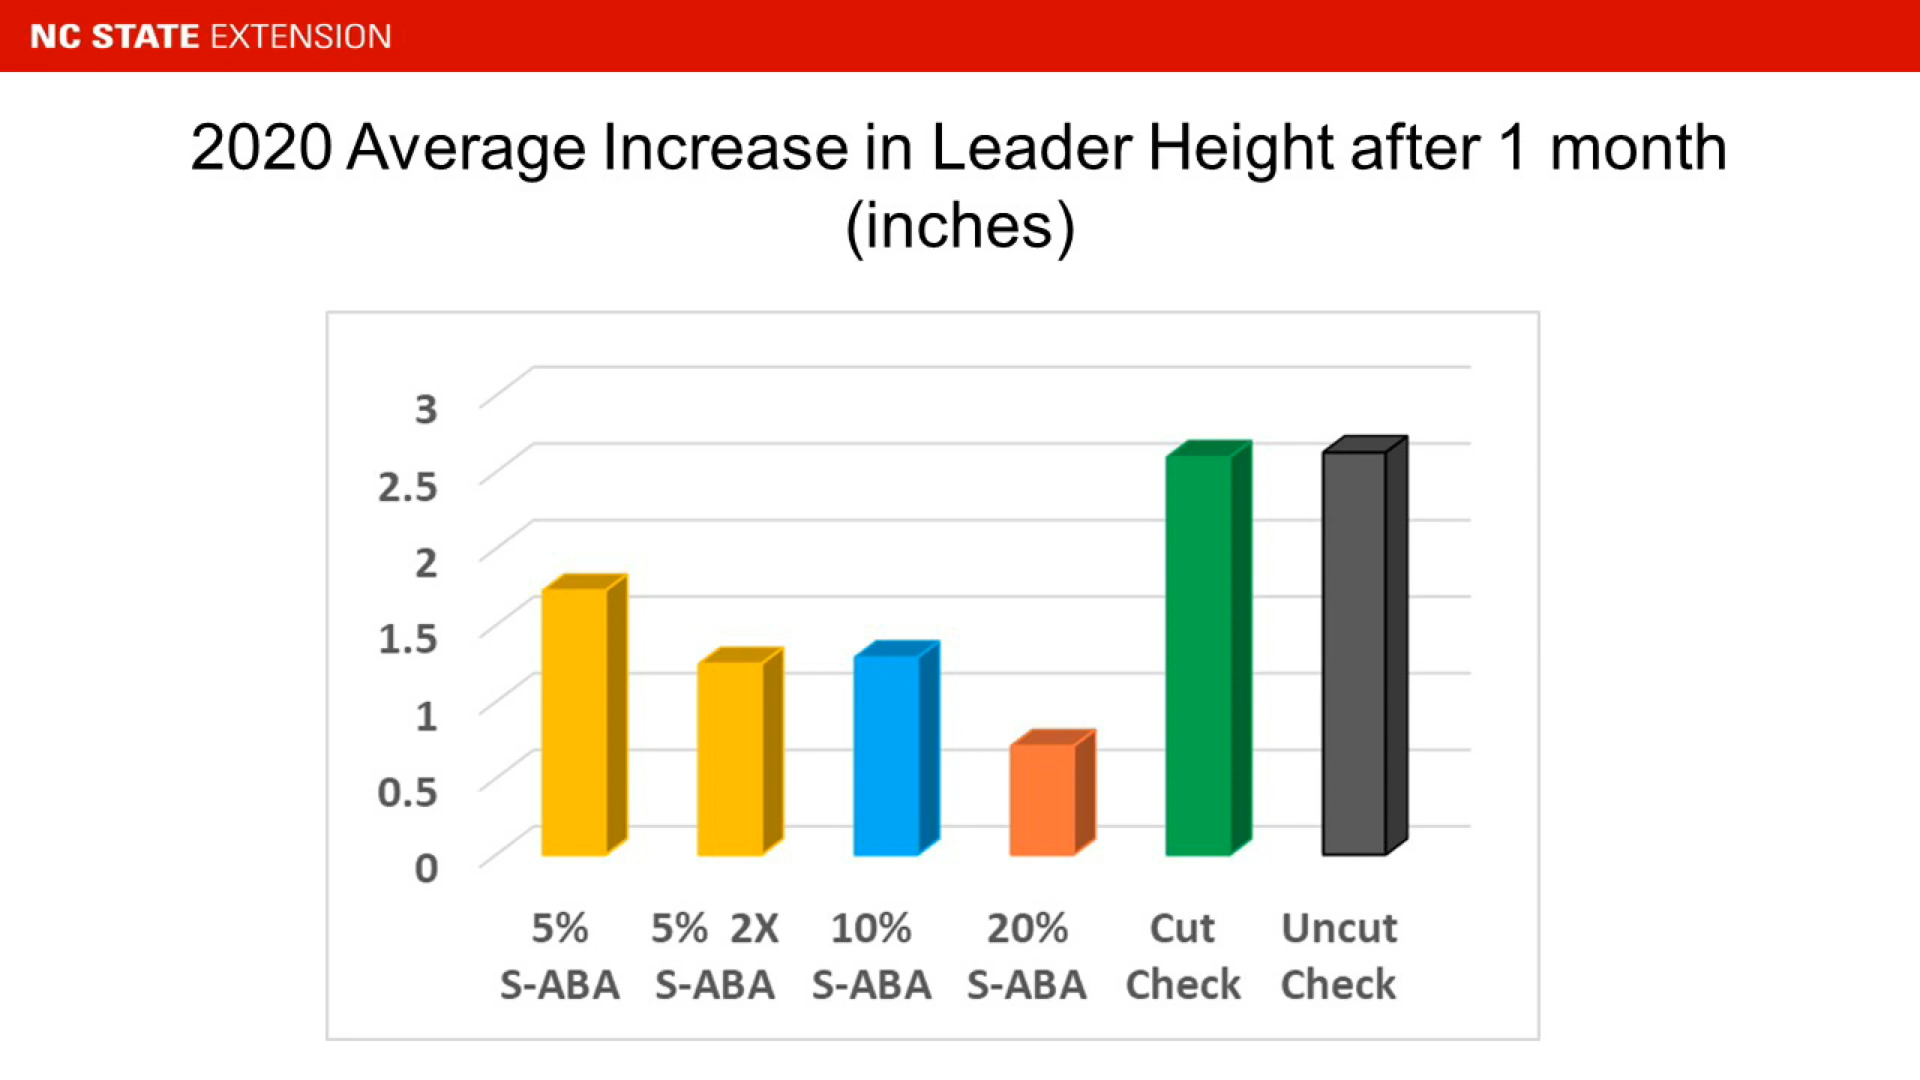 NC STATE EXTENSION
2020 Average Increase in Leader Height after 1 month
(inches)
3
2.5
2
1.5
1
0.5
0
5% 5% 2X 10% 20% Cut Uncut
S-ABA S-ABA S-ABA S-ABA Check Check